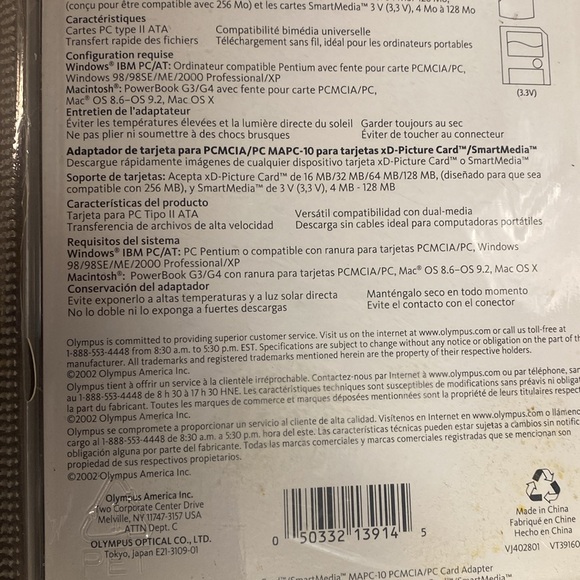 (conçu pour être compatible avec 256 Mo) et les cartes SmartMedia™ 3 V (3,3 V), 4 Mo à 128 Mo
Caractéristiques
Cartes PC type II ATA Compatibilité bimédia universelle
Transfert rapide des fichiers Téléchargement sans fil, idéal pour les ordinateurs portables
Configuration requise
Windows® IBM PC/AT: Ordinateur compatible Pentium avec fente pour carte PCMCIA/PC,
Windows 98/98SE/ME/2000 Professional/XP
Macintosh®: PowerBook G3/G4 avec fente pour carte PCMCIA/PC,
Mac® OS 8.6–OS 9.2, Mac OS X
(3.3V)
Entretien de l'adaptateur
Éviter les températures élevées et la lumière directe du soleil Garder toujours au sec
Ne pas plier ni soumettre à des chocs brusques Éviter de toucher au connecteur
Adaptador de tarjeta para PCMCIA/PC MAPC-10 para tarjetas xD-Picture Card™/SmartMedia™
Descargue rápidamente imágenes de cualquier dispositivo tarjeta xD-Picture Card™ o SmartMedia™
Soporte de tarjetas: Acepta xD-Picture Card™ de 16 MB/32 MB/64 MB/128 MB, (diseñado para que sea
compatible con 256 MB), y SmartMedia™ de 3 V (3,3 V), 4 MB - 128 MB
Características del producto
Tarjeta para PC Tipo II ATA Versátil compatibilidad con dual-media
Transferencia de archivos de alta velocidad Descarga sin cables ideal para computadoras portátiles
Requisitos del sistema
Windows® IBM PC/AT: PC Pentium o compatible con ranura para tarjetas PCMCIA/PC, Windows
98/98SE/ME/2000 Professional/XP
Macintosh®: PowerBook G3/G4 con ranura para tarjetas PCMCIA/PC, Mac® OS 8.6–OS 9.2, Mac OS X
Conservación del adaptador
Evite exponerlo a altas temperaturas y a luz solar directa Manténgalo seco en todo momento
No lo doble ni lo exponga a fuertes descargas Evite el contacto con el conector
Olympus is committed to providing superior customer service. Visit us on the internet at www.olympus.com or call us toll-free at
1-888-553-4448 from 8:30 a.m. to 5:30 p.m. EST. Specifications are subject to change without any notice or obligation on the part of th
manufacturer. All trademarks and registered trademarks mentioned herein are the property of their respective holders.
©2002 Olympus America Inc.
Olympus tient à offrir un service à la clientèle irréprochable. Contactez-nous par Internet à www.olympus.com ou par téléphone, san
au 1-888-553-4448 de 8 h 30 à 17 h 30 HNE. Les caractéristiques techniques sont susceptibles de modifications sans préavis ni obligat
la part du fabricant. Toutes les marques de commerce et marques déposées mentionnées sont la propriété de leurs titulaires respect
©2002 Olympus America Inc.
Olympus se compromete a proporcionar un servicio al cliente de alta calidad. Visítenos en Internet en www.olympus.com o llámenc
cargo al 1-888-553-4448 de 8:30 a.m. a 5:30 p.m. hora del este. Las características técnicas pueden estar sujetas a cambios sin notific
obligación alguna por parte del fabricante. Todas las marcas comerciales y marcas comerciales registradas que se mencionan son
propiedad de sus respectivos propietarios.
©2002 Olympus America Inc.
Olympus America Inc.
Two Corporate Center Drive
Melville, NY 11747-3157 USA
ATTN Dept. C
OLYMPUS OPTICAL CO., LTD.
Tokyo, Japan E21-3109-01
0 50332 13914 5
Made in China
Fabriqué en Chine
Hecho en China
VJ402801 VT39160
MAPC-10 PCMCIA/PC Card Adapter